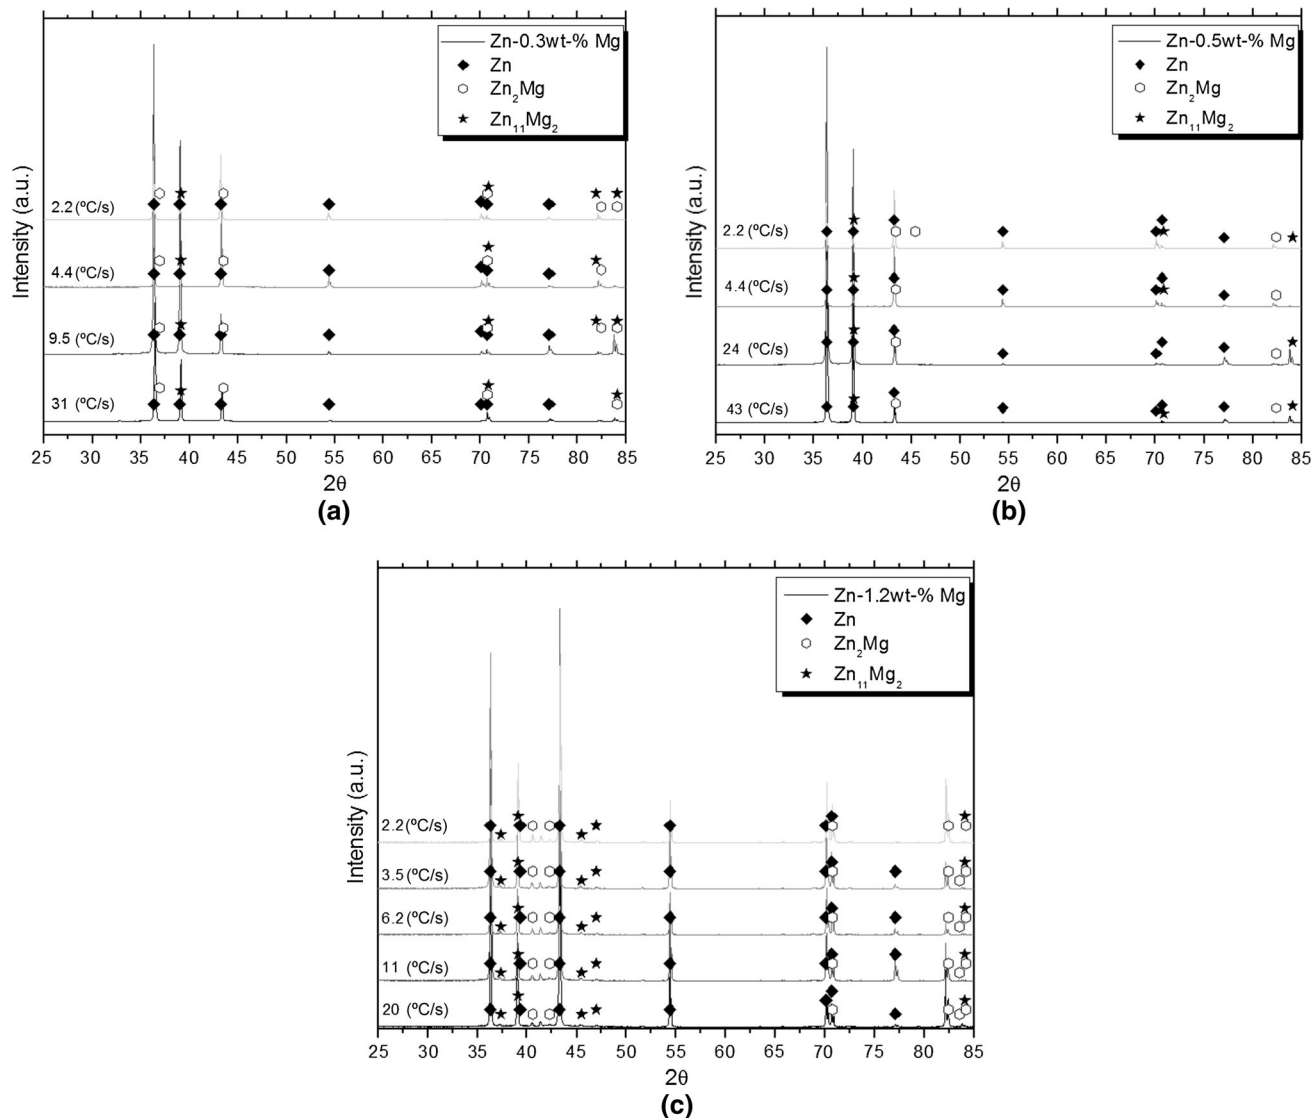 Zn-0.3wt-% Mg
Zn
Zn2Mg
Zn11Mg2
Intensity (a.u.)
2.2 (ºC/s)
4.4 (ºC/s)
9.5 (ºC/s)
31 (ºC/s)
25 30 35 40 45 50 55 60 65 70 75 80 85
2θ
(a)
Zn-0.5wt-% Mg
Zn
Zn2Mg
Zn11Mg2
Intensity (a.u.)
2.2 (ºC/s)
4.4 (ºC/s)
24 (ºC/s)
43 (ºC/s)
25 30 35 40 45 50 55 60 65 70 75 80 85
2θ
(b)
Zn-1.2wt-% Mg
Zn
Zn2Mg
Zn11Mg2
Intensity (a.u.)
2.2 (ºC/s)
3.5 (ºC/s)
6.2 (ºC/s)
11 (ºC/s)
20 (ºC/s)
25 30 35 40 45 50 55 60 65 70 75 80 85
2θ
(c)